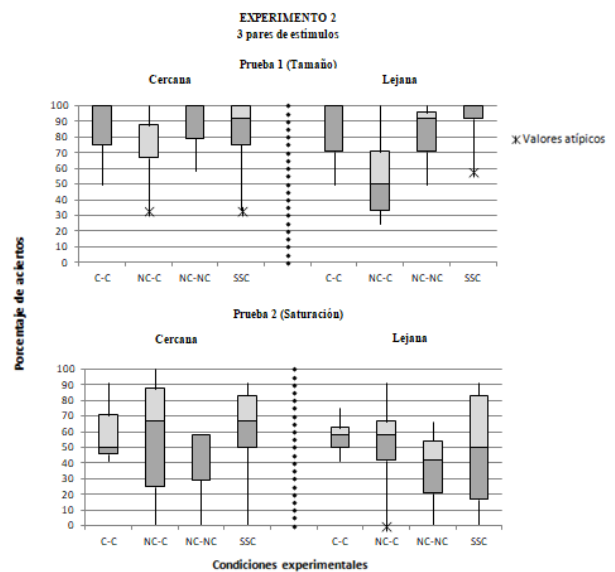 EXPERIMENTO 2
3 pares de estímulos
Prueba 1 (Tamaño)
Cercana Lejana
100
90
80
70
60
50
40
30
20
10
0
C-C NC-C NC-NC SSC C-C NC-C NC-NC SSC
Valores atípicos
Porcentaje de aciertos
Prueba 2 (Saturación)
Cercana Lejana
100
90
80
70
60
50
40
30
20
10
0
C-C NC-C NC-NC SSC C-C NC-C NC-NC SSC
Condiciones experimentales